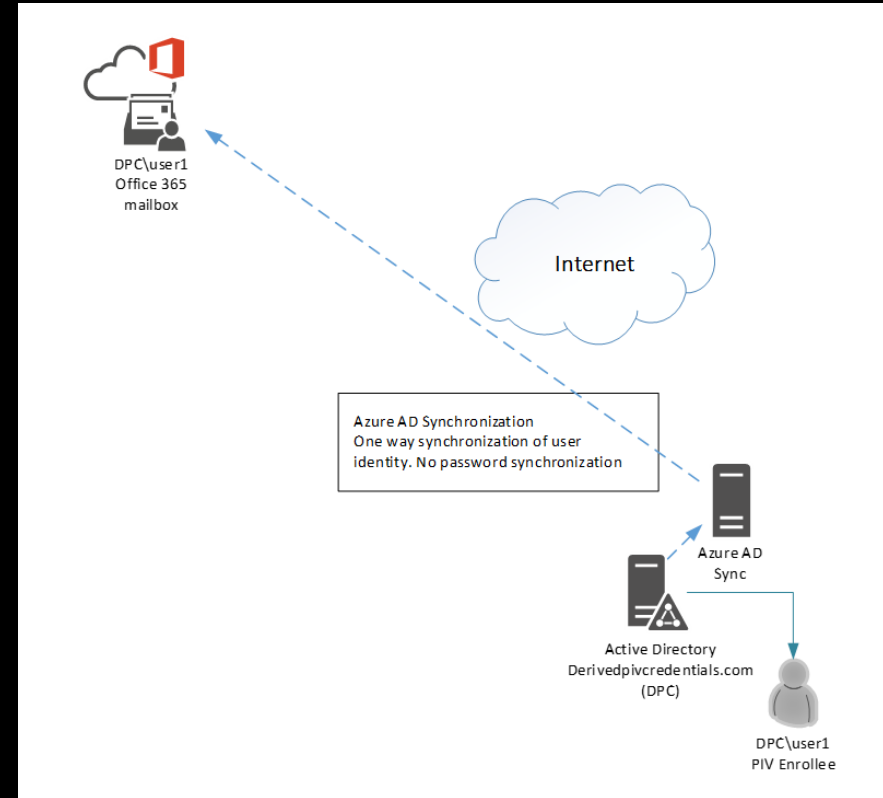 DPC\user1
Office 365
mailbox
Internet
Azure AD Synchronization
One way synchronization of user
identity. No password synchronization
Azure AD
Sync
Active Directory
Derivedpivcredentials.com
(DPC)
DPC\user1
PIV Enrollee